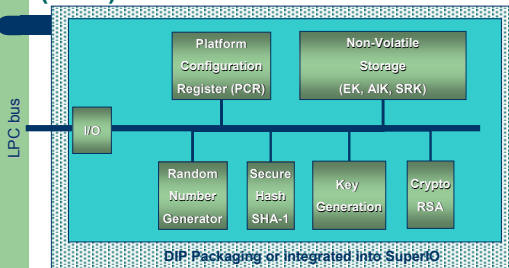 Platform
Configuration
Register (PCR)
Non-Volatile
Storage
(EK, AIK, SRK)
LPC bus
I/O
Random
Number
Generator
Secure
Hash
SHA-1
Key
Generation
Crypto
RSA
DIP Packaging or integrated into SuperIO